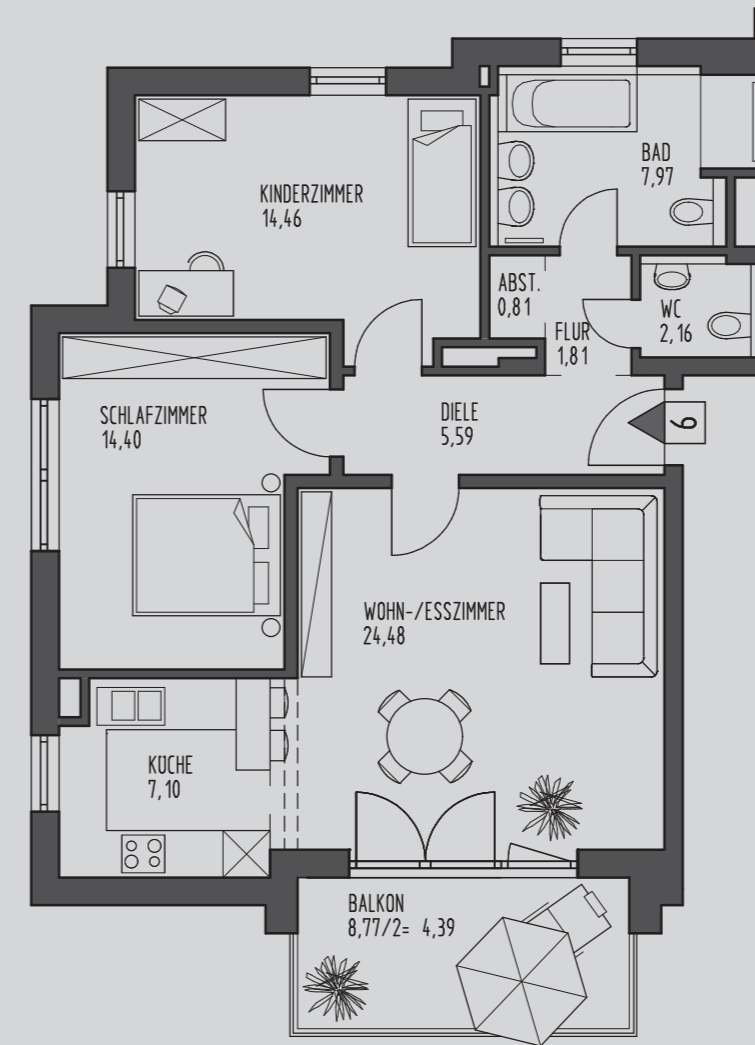 BAD
7,97
KINDERZIMMER
14,46
ABST.
0,81
WC
2,16
FLUR
1,81
SCHLAFZIMMER
14,40
DIELE
5,59
6
WOHN-/ESSZIMMER
24,48
KÜCHE
7,10
BALKON
8,77/2= 4,39